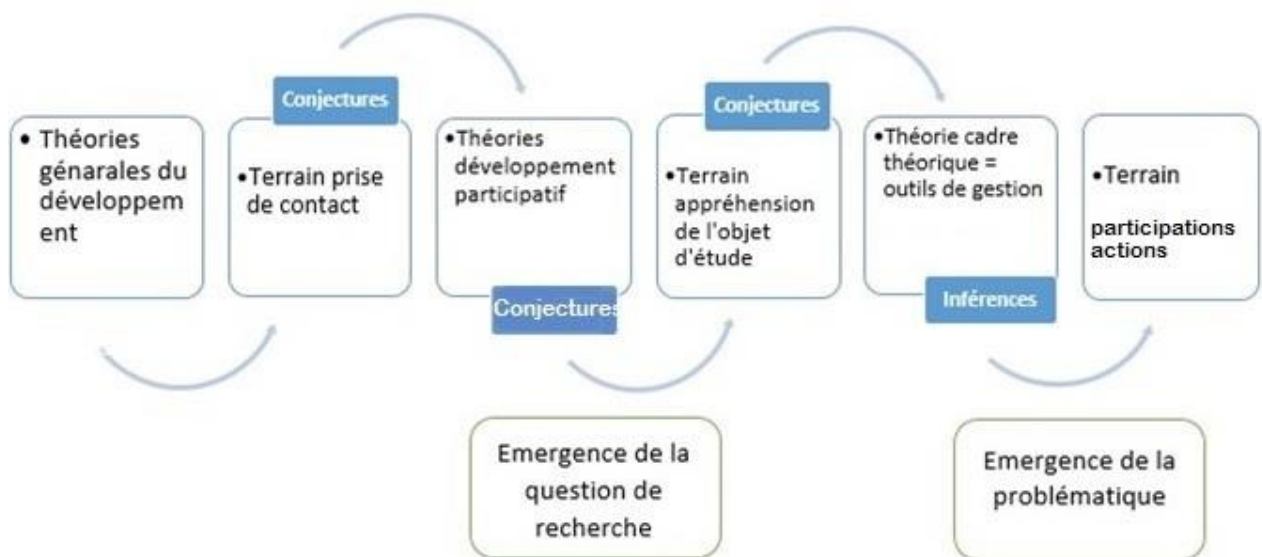 Conjectures
Conjectures
• Théories
génarales du
développem
ent
•Terrain prise
de contact
•Théories
développement
participatif
•Terrain
appréhension
de l'objet
d'étude
•Théorie cadre
théorique =
outils de gestion
•Terrain
participations
actions
Conjectures
Inférences
Emergence de la
question de
recherche
Emergence de la
problématique